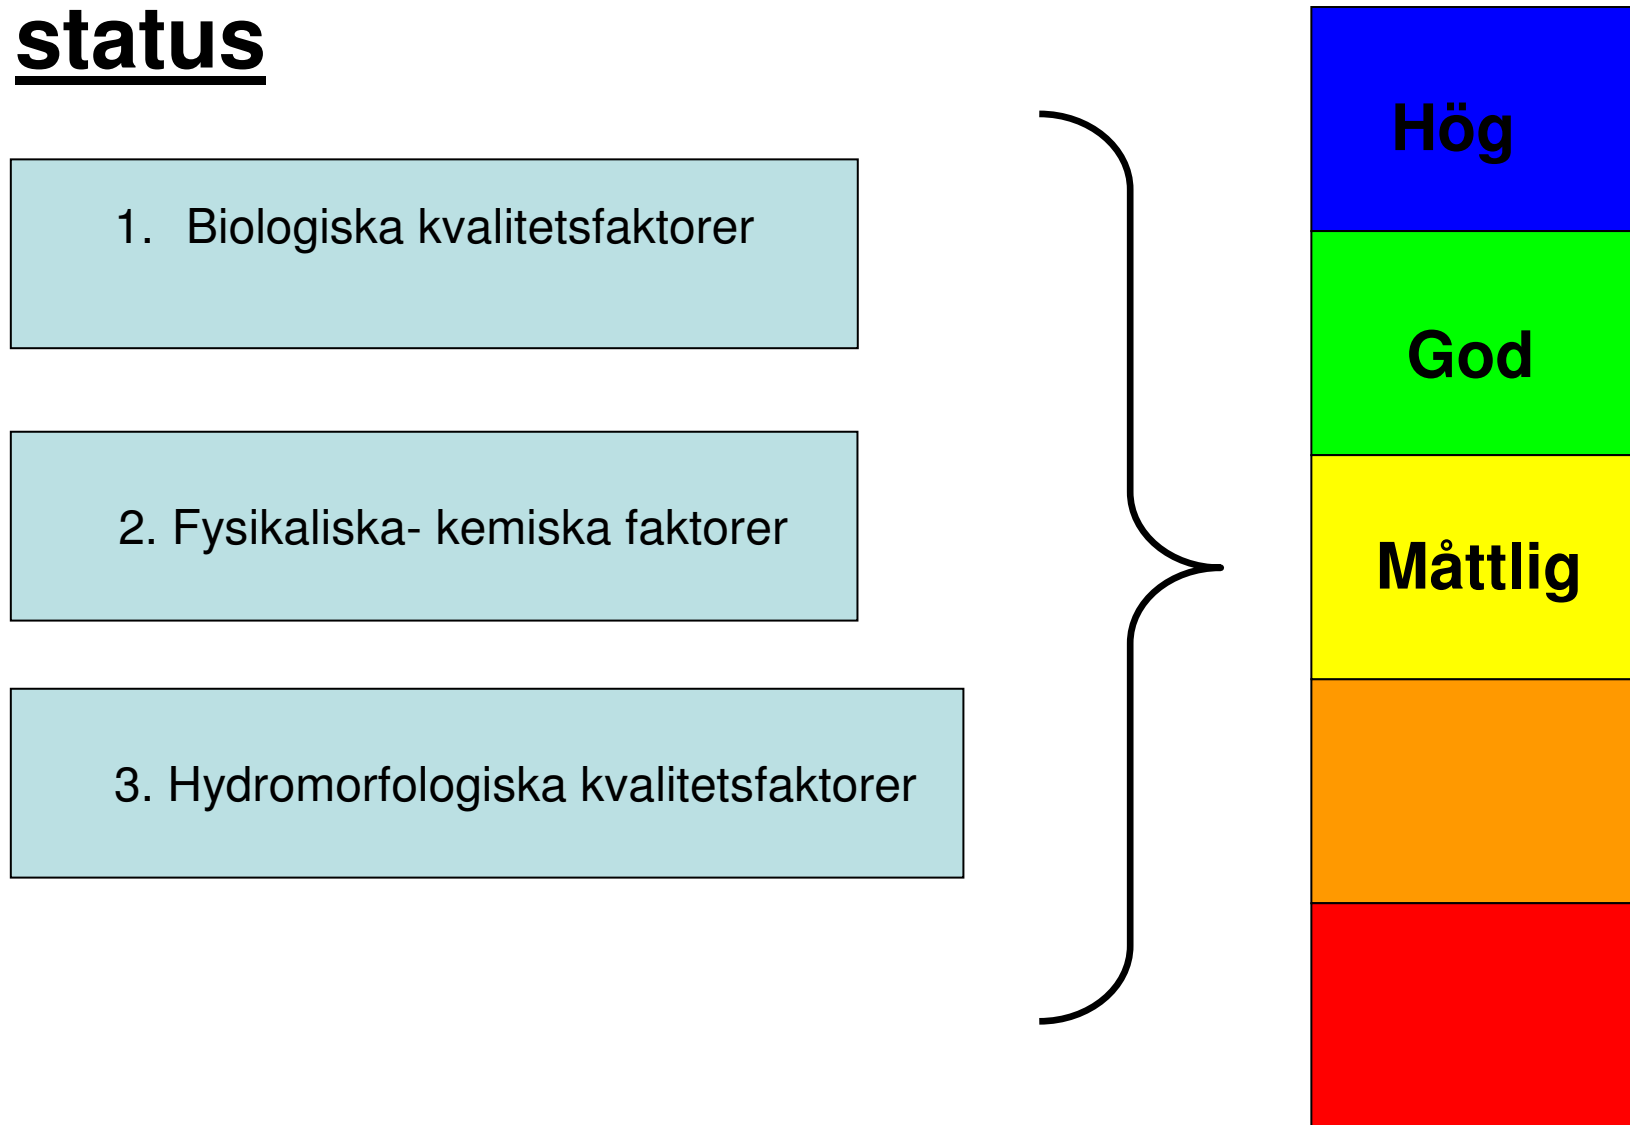 status
1. Biologiska kvalitetsfaktorer
2. Fysikaliska- kemiska faktorer
3. Hydromorfologiska kvalitetsfaktorer
Hög
God
Måttlig